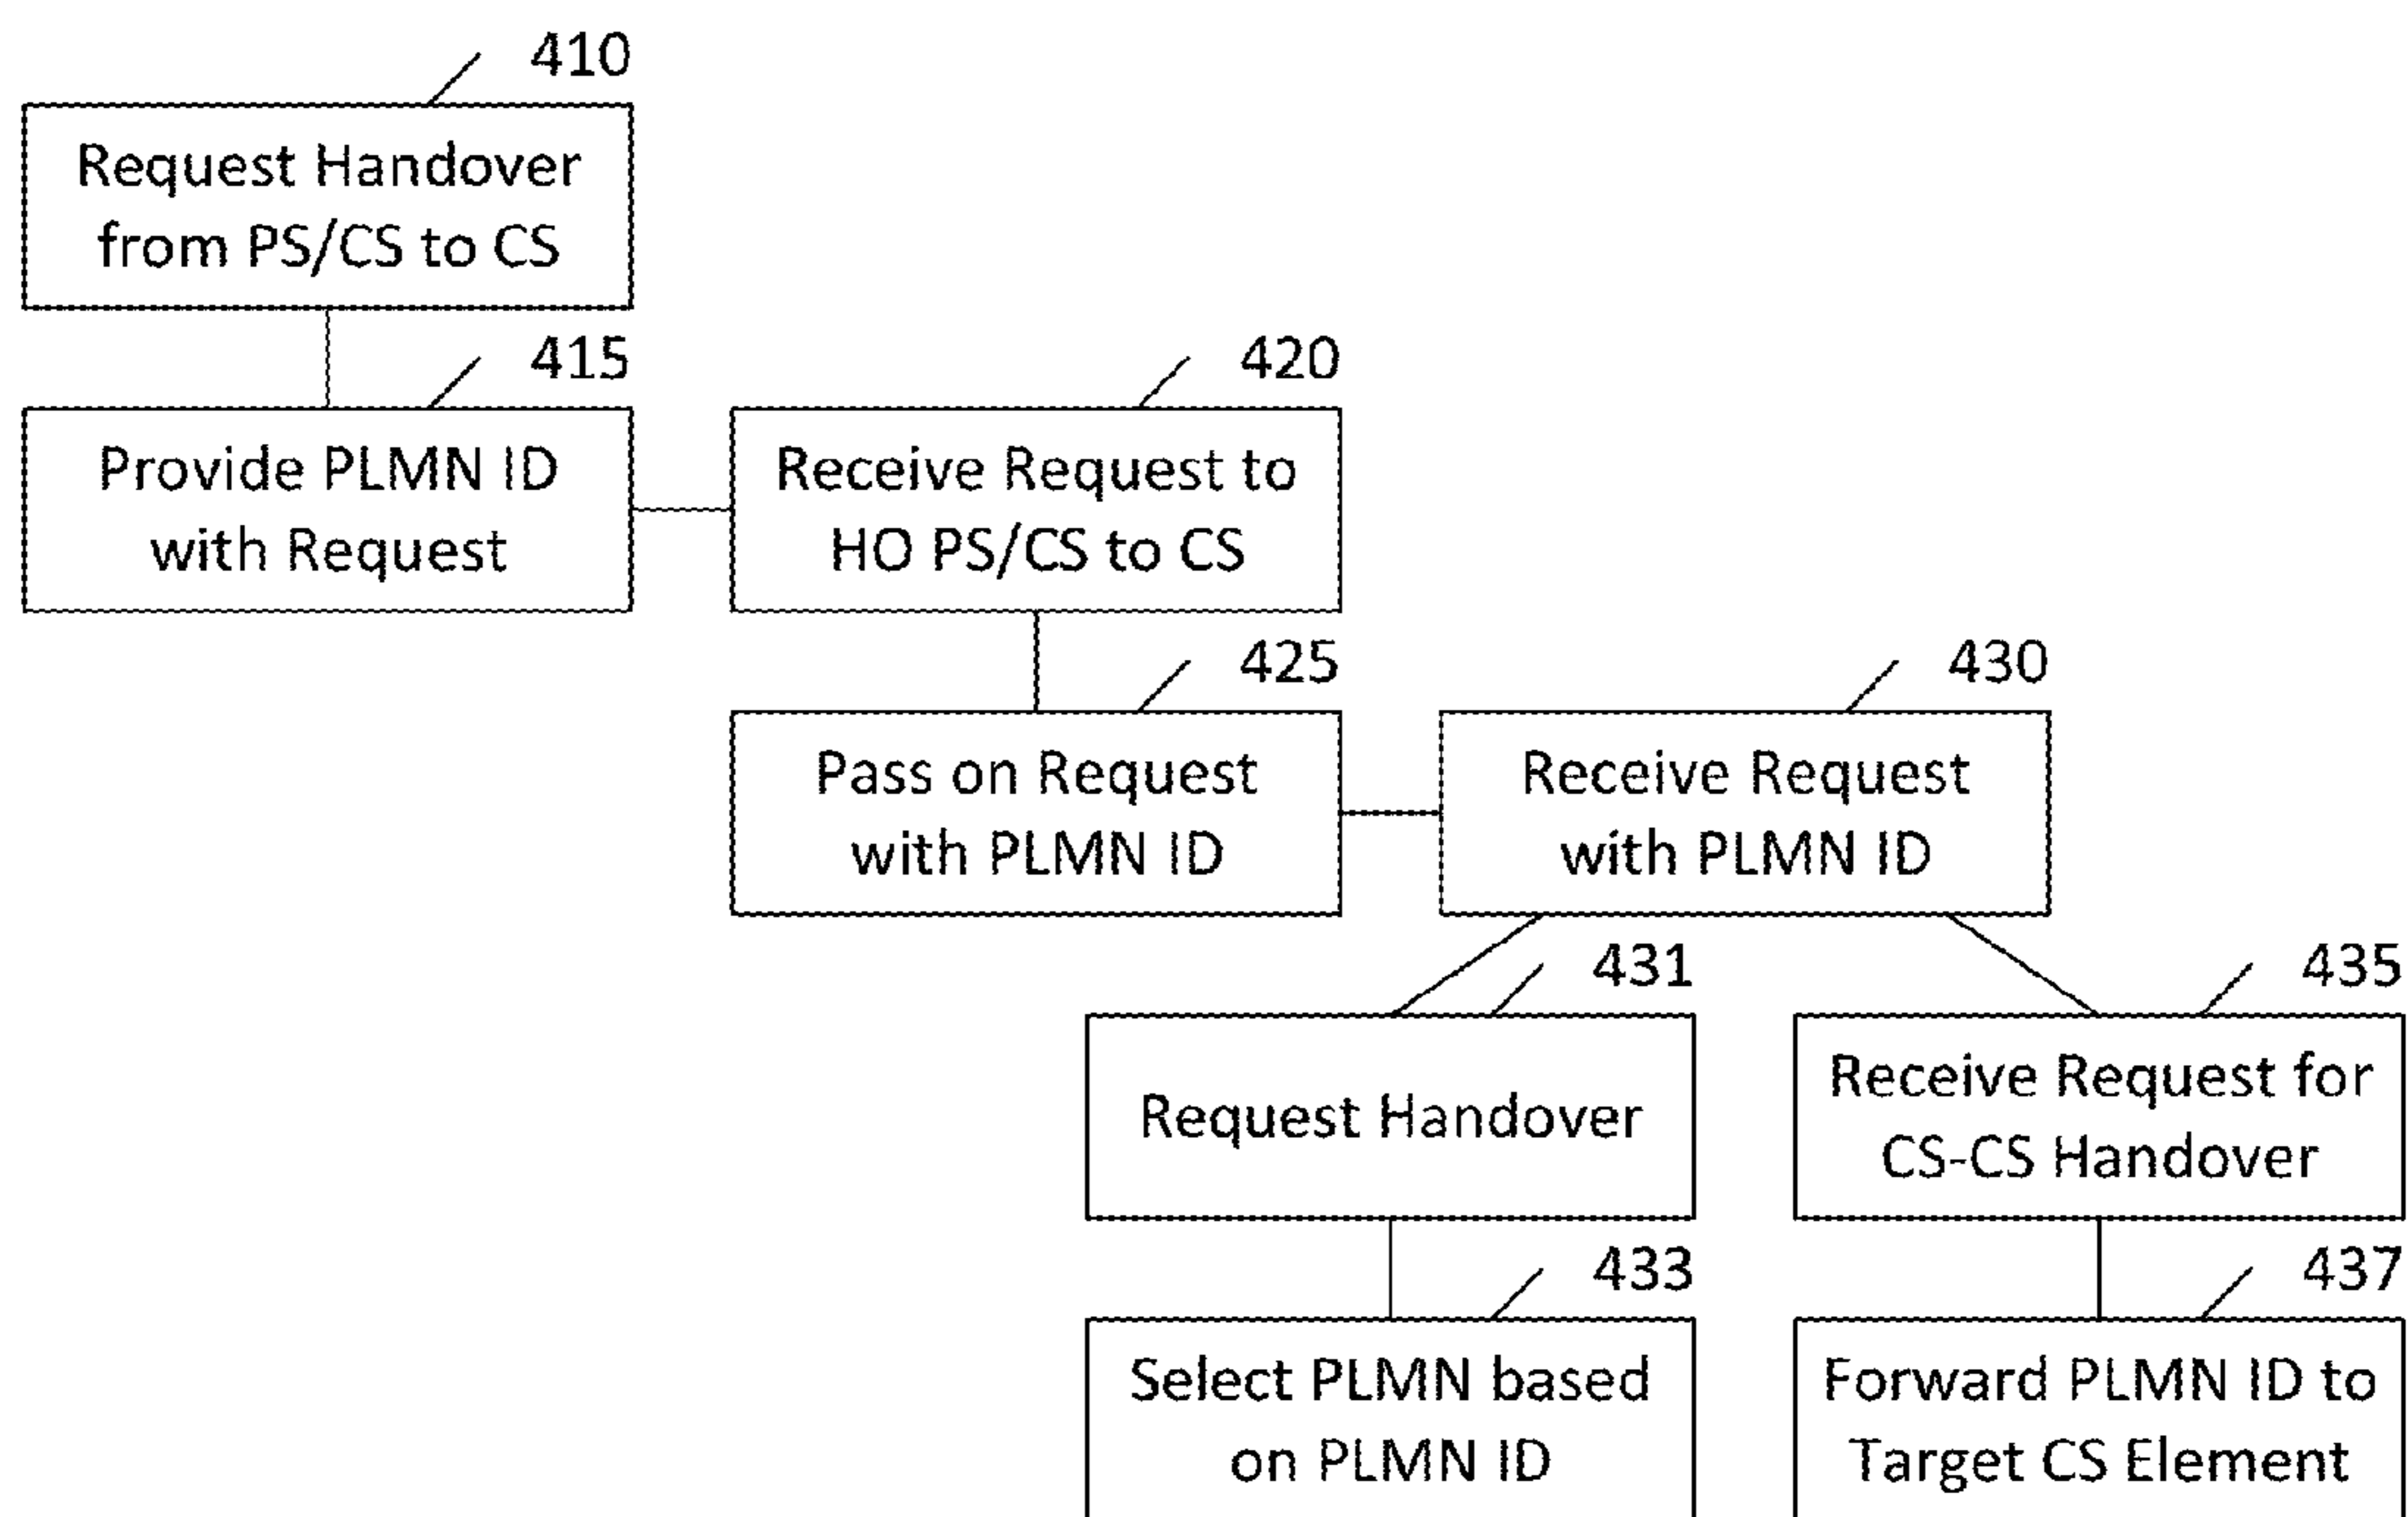 410
Request Handover
from PS/CS to CS
415
Provide PLMN ID
with Request
420
Receive Request to
HO PS/CS to CS
425
Pass on Request
with PLMN ID
430
Receive Request
with PLMN ID
431
Request Handover
435
Receive Request for
CS-CS Handover
433
Select PLMN based
on PLMN ID
437
Forward PLMN ID to
Target CS Element